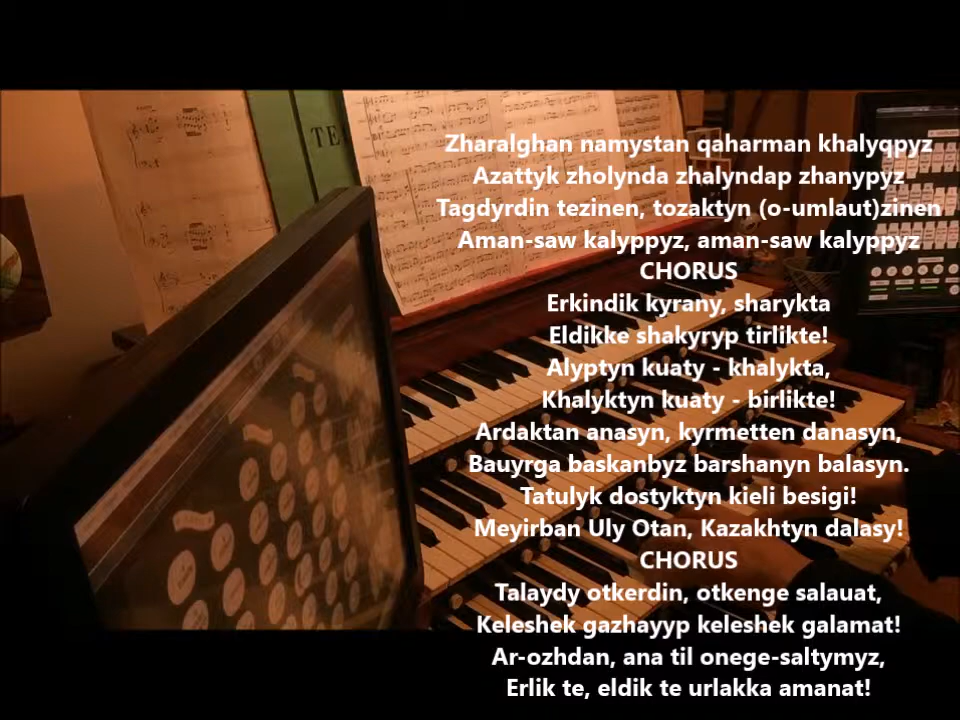 TE
Zharalghan namystan qaharman khalyqpyz
Azattyk zholynda zhalyndap zhanypyz
Tagdyrdin tezinen, tozaktyn (o-umlaut)zinen
Aman-saw kalyppyz, aman-saw kalyppyz
CHORUS
Erkindik kyrany, sharykta
Eldikke shakyryp tirlikte!
Alyptyn kuaty - khalykta,
Khalyktyn kuaty - birlikte!
Ardaktan anasyn, kyrmetten danasyn,
Bauyrga baskanbyz barshanyn balasyn.
Tatulyk dostyktyn kieli besigi!
Meyirban Uly Otan, Kazakhtyn dalasy!
CHORUS
Talaydy otkerdin, otkenge salauat,
Keleshek gazhayyp keleshek galamat!
Ar-ozhdan, ana til onege-saltymyz,
Erlik te, eldik te urlakka amanat!